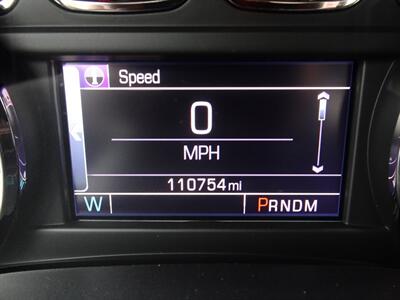 Speed
0
MPH
110754mi
W PRNDM